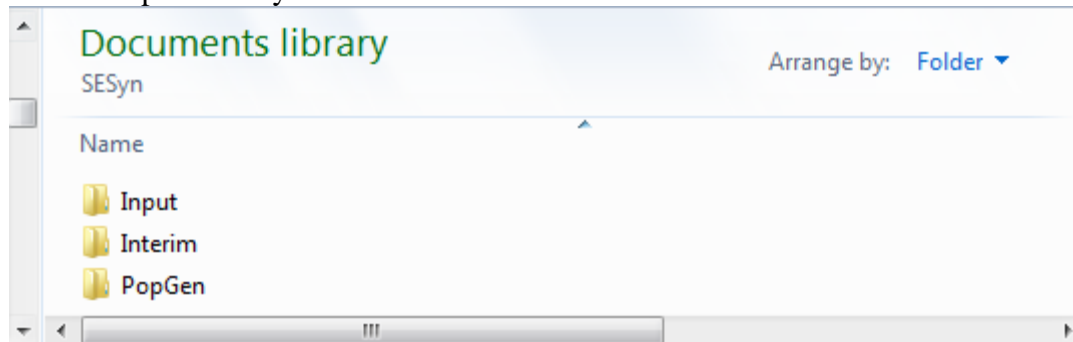 Documents library
SESyn
Arrange by: Folder
Name
Input
Interim
PopGen